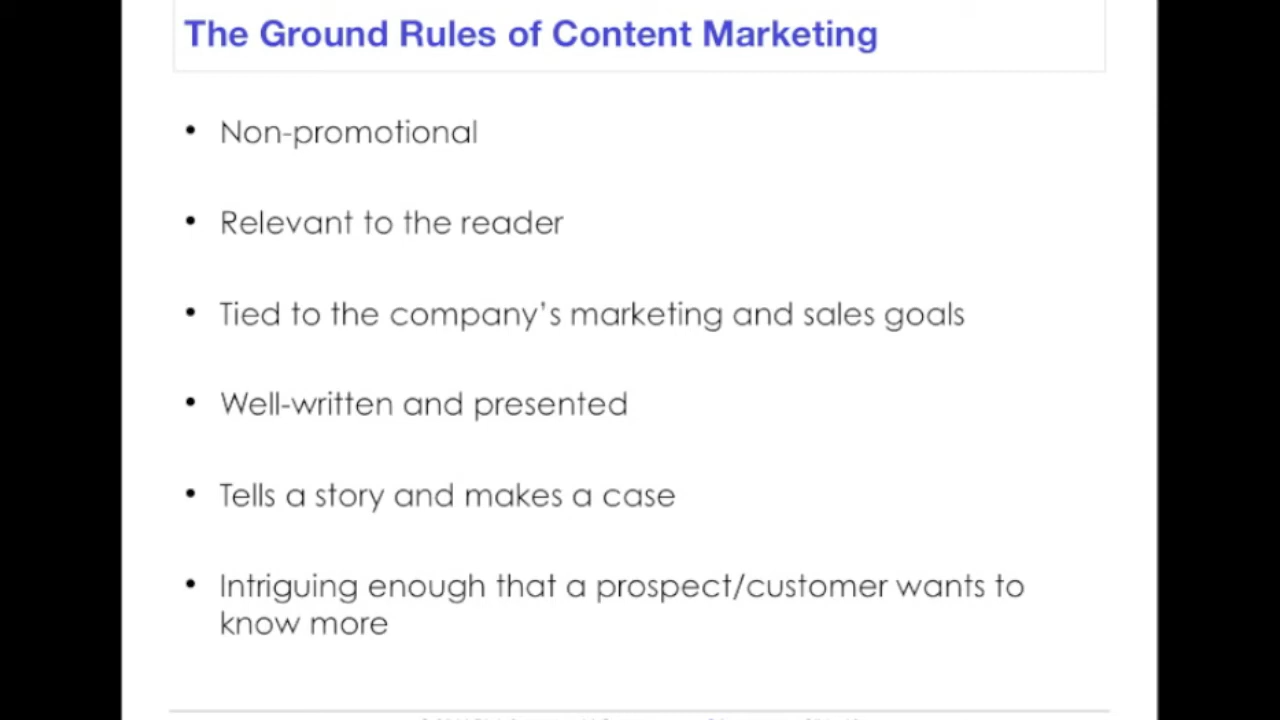 The Ground Rules of Content Marketing
• Non-promotional
• Relevant to the reader
• Tied to the company’s marketing and sales goals
• Well-written and presented
• Tells a story and makes a case
• Intriguing enough that a prospect/customer wants to
know more